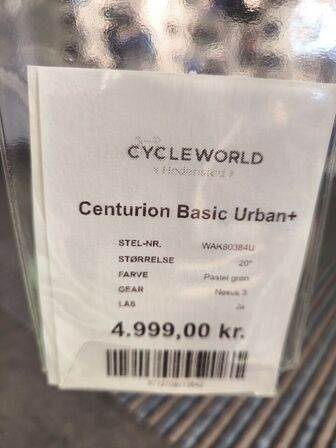 CYCLEWORLD
Hedensted
Centurion Basic Urban+
STEL-NR. WAK80384U
STØRRELSE 20"
FARVE Pastel grøn
GEAR Nexus 3
LÅS Ja
4.999,00 kr.